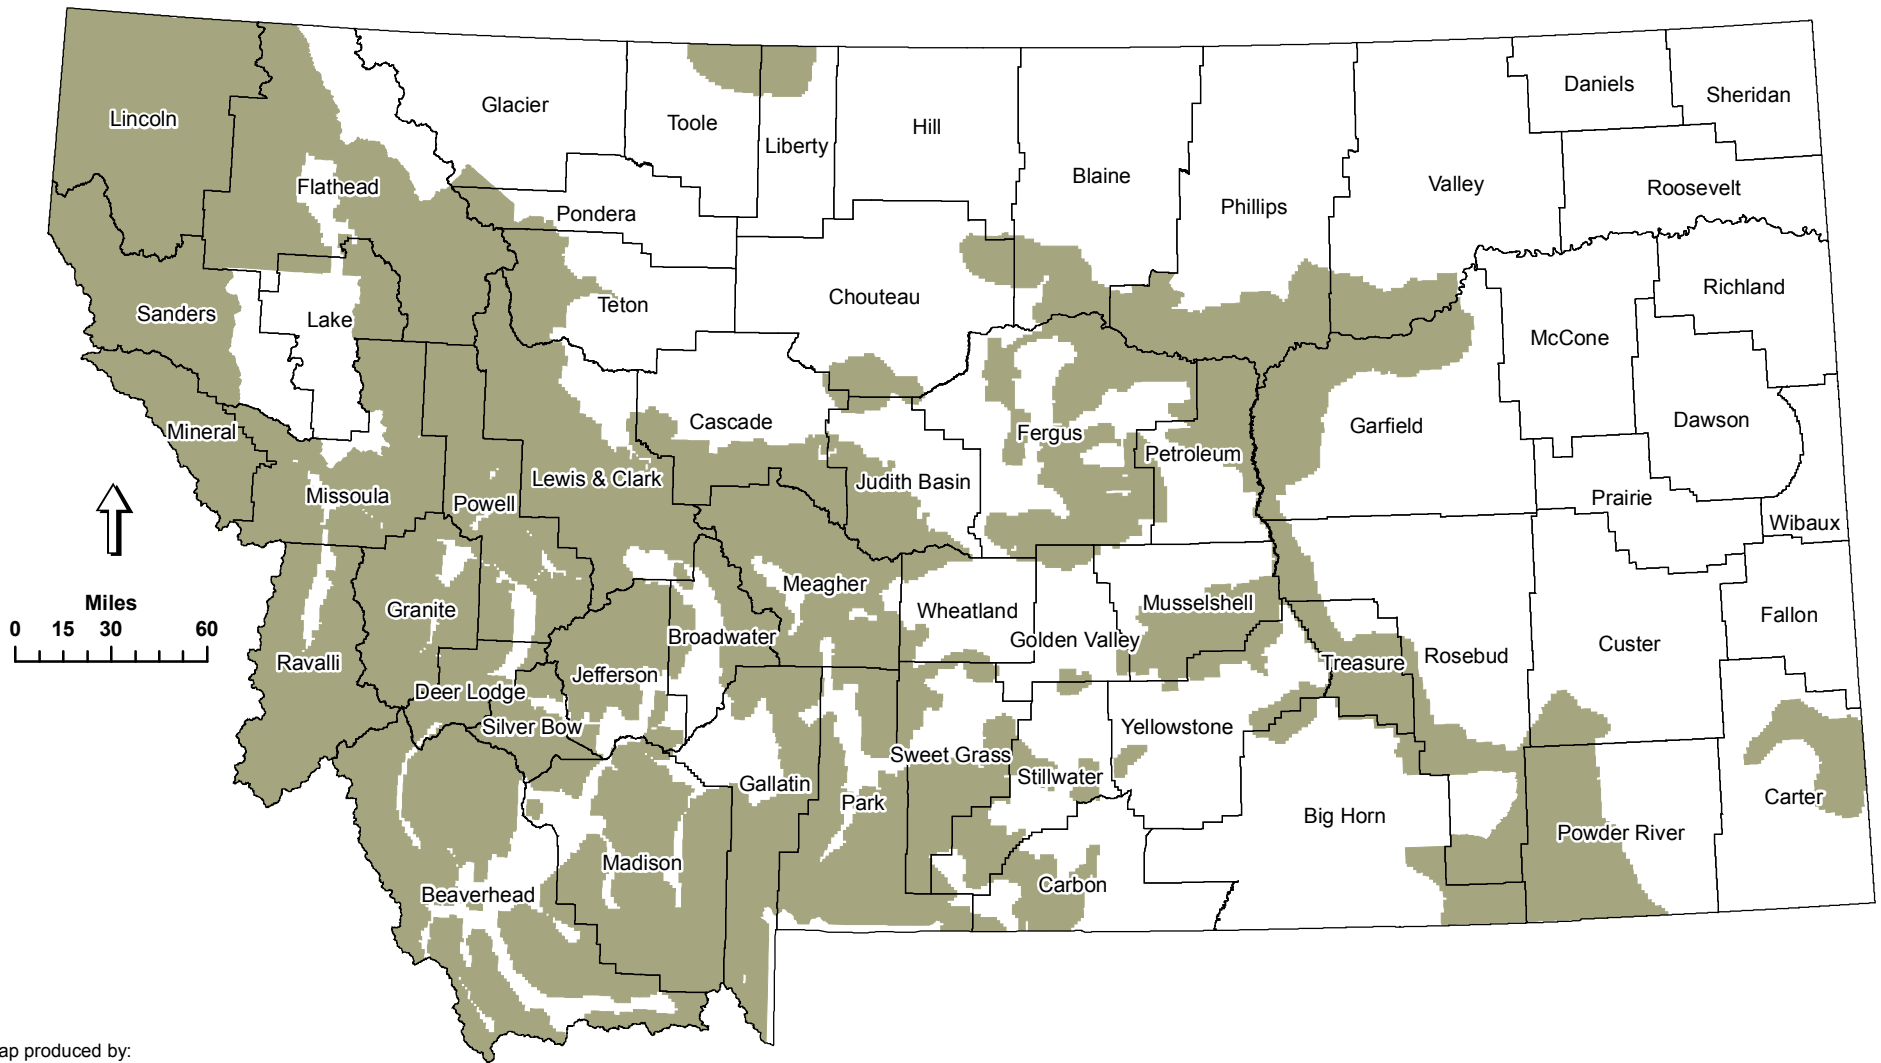 Lincoln
Flathead
Glacier
Toole
Liberty
Hill
Blaine
Phillips
Valley
Daniels
Sheridan
Roosevelt
Pondera
Sanders
Lake
Teton
Chouteau
McCone
Richland
Mineral
Missoula
Powell
Lewis & Clark
Cascade
Judith Basin
Fergus
Petroleum
Garfield
Dawson
Prairie
Wibaux
Miles
0 15 30 60
Ravalli
Granite
Deer Lodge
Silver Bow
Jefferson
Broadwater
Meagher
Wheatland
Golden Valley
Musselshell
Treasure
Rosebud
Custer
Fallon
Beaverhead
Madison
Gallatin
Park
Sweet Grass
Stillwater
Yellowstone
Carbon
Big Horn
Powder River
Carter
ap produced by: